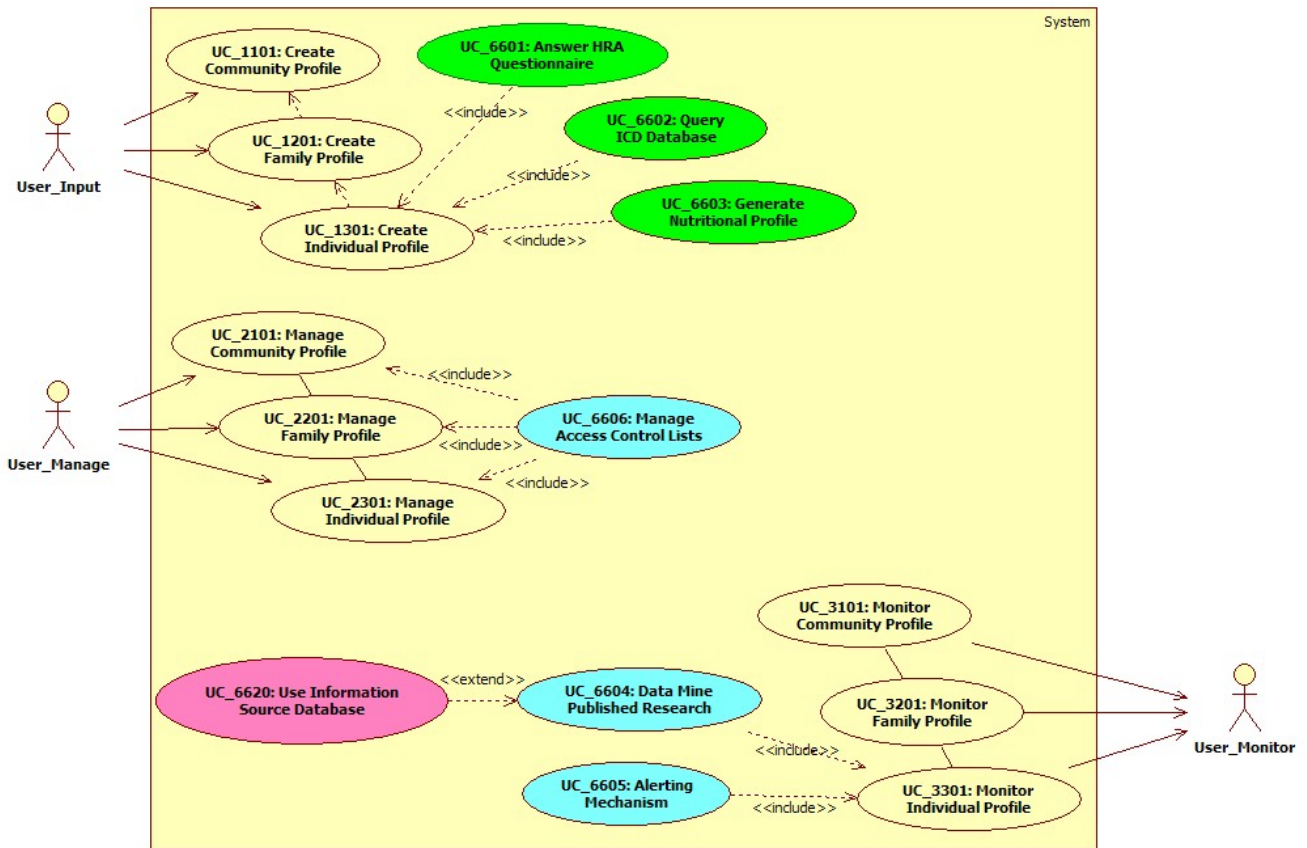 System
UC_1101: Create
Community Profile
UC_6601: Answer HRA
Questionnaire
<<include>>
UC_6602: Query
ICD Database
UC_1201: Create
Family Profile
User_Input
<<include>>
UC_6603: Generate
Nutritional Profile
UC_1301: Create
Individual Profile
<<include>>
UC_2101: Manage
Community Profile
<<include>>
UC_2201: Manage
Family Profile
UC_6606: Manage
Access Control Lists
<<include>>
User_Manage
<<include>>
UC_2301: Manage
Individual Profile
UC_3101: Monitor
Community Profile
<<extend>>
UC_6620: Use Information
Source Database
UC_6604: Data Mine
Published Research
UC_3201: Monitor
Family Profile
User_Monitor
<<include>>
UC_6605: Alerting
Mechanism
<<include>>
UC_3301: Monitor
Individual Profile